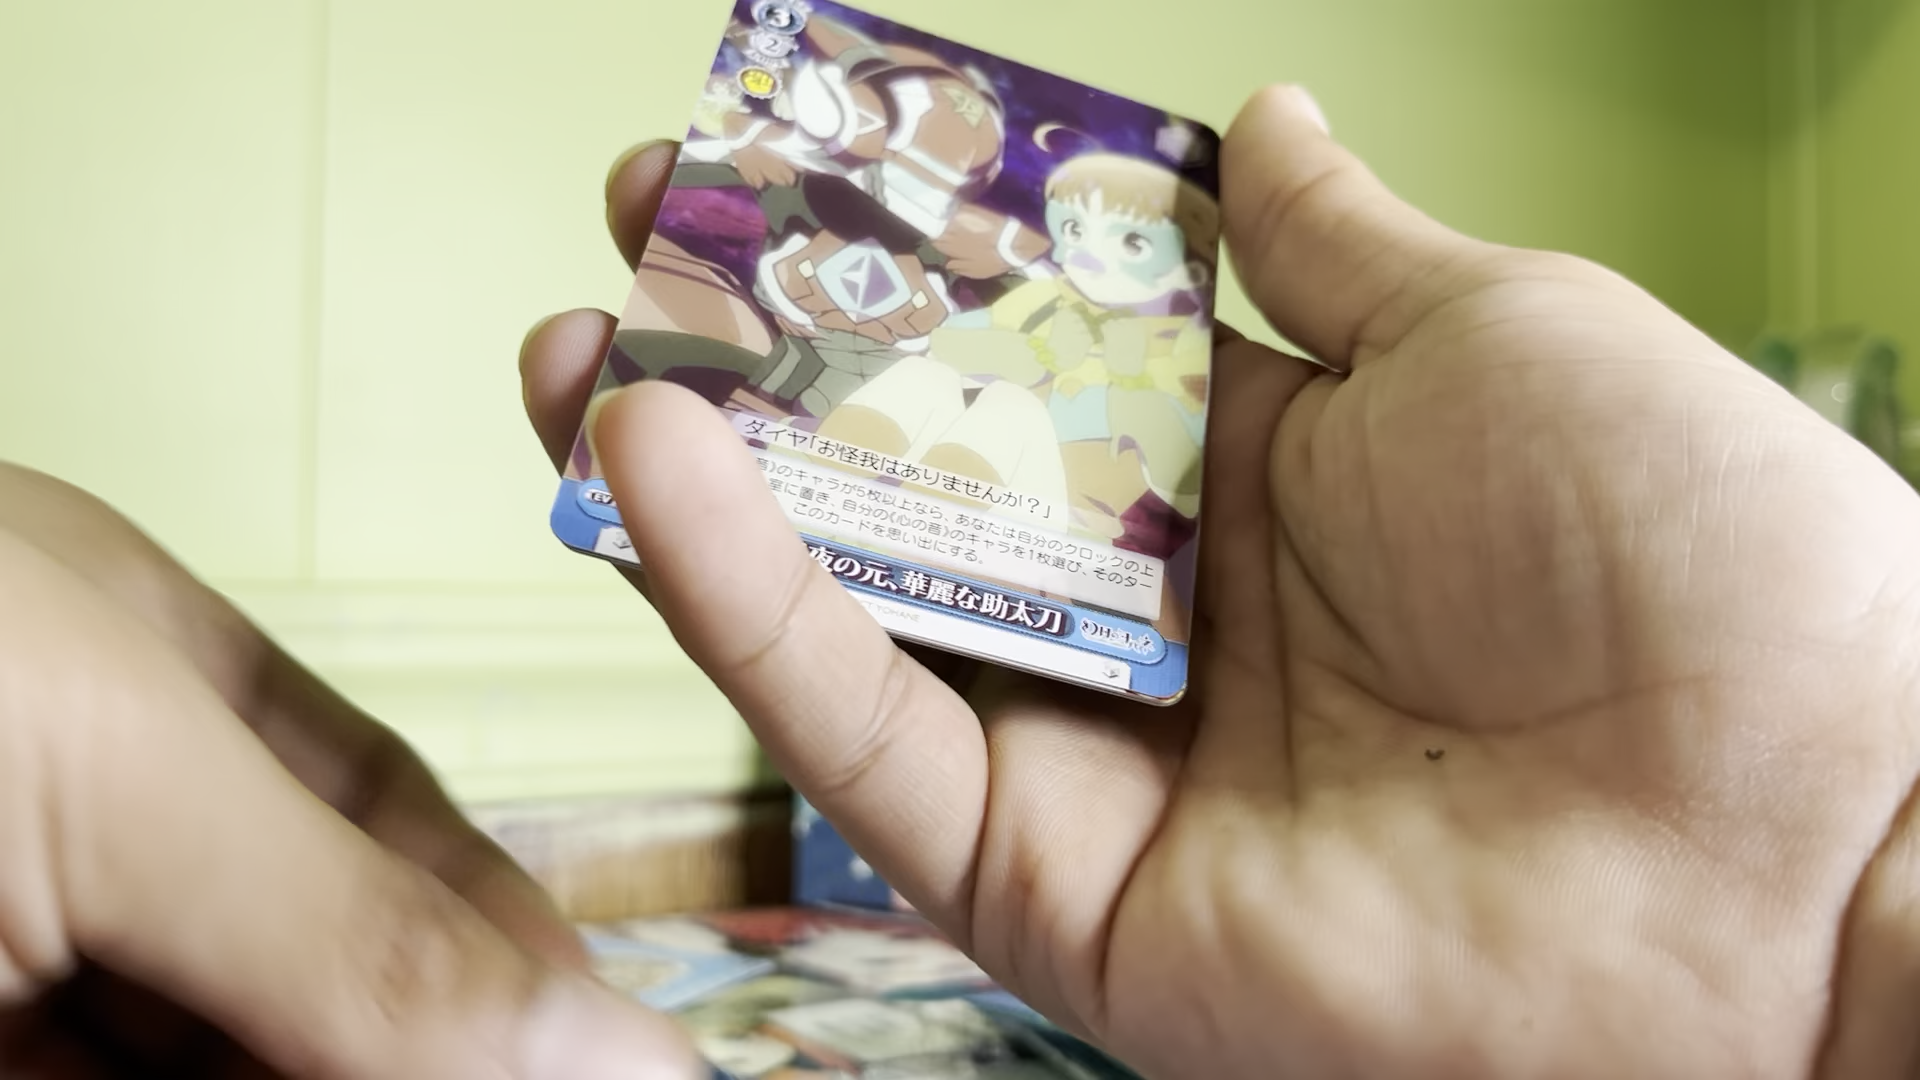 3
2
ダイヤ「お怪我はありませんか？」
音》のキャラが5枚以上なら、あなたは自分のクロックの上
室に置き、自分の《心の音》のキャラを1枚選び、そのター
このカードを思い出にする。
EV
夜の元、華麗な助太刀
YOHANE